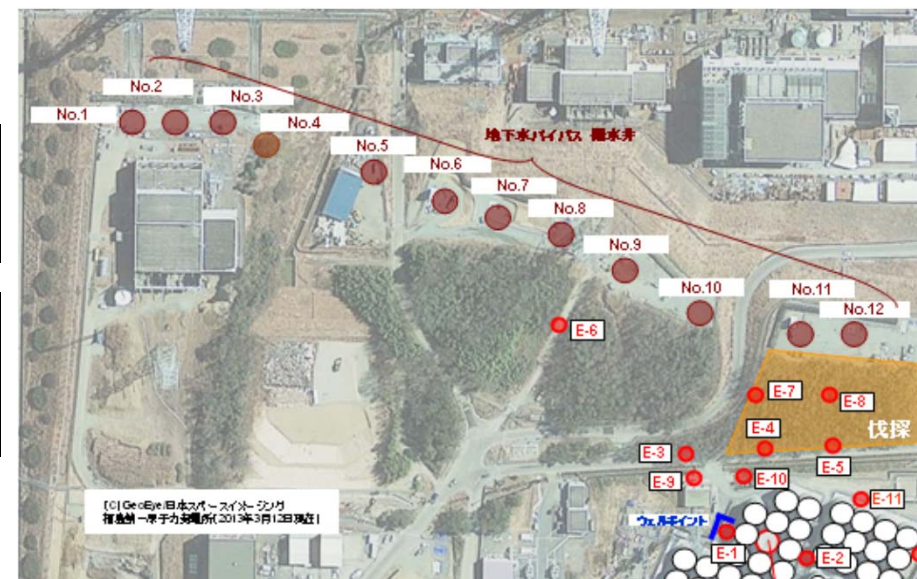 No.1
No.2
No.3
No.4
No.5
No.6
No.7
No.8
No.9
No.10
No.11
No.12
地下水バイパス 揚水井
E-6
E-7
E-8
E-4
E-5
伐採
E-3
E-9
E-10
E-11
ウェルポイント
E-1
E-2
(C)GeoEye/日本スペースイメージング
福島第一原子力発電所(2013年3月12日現在)